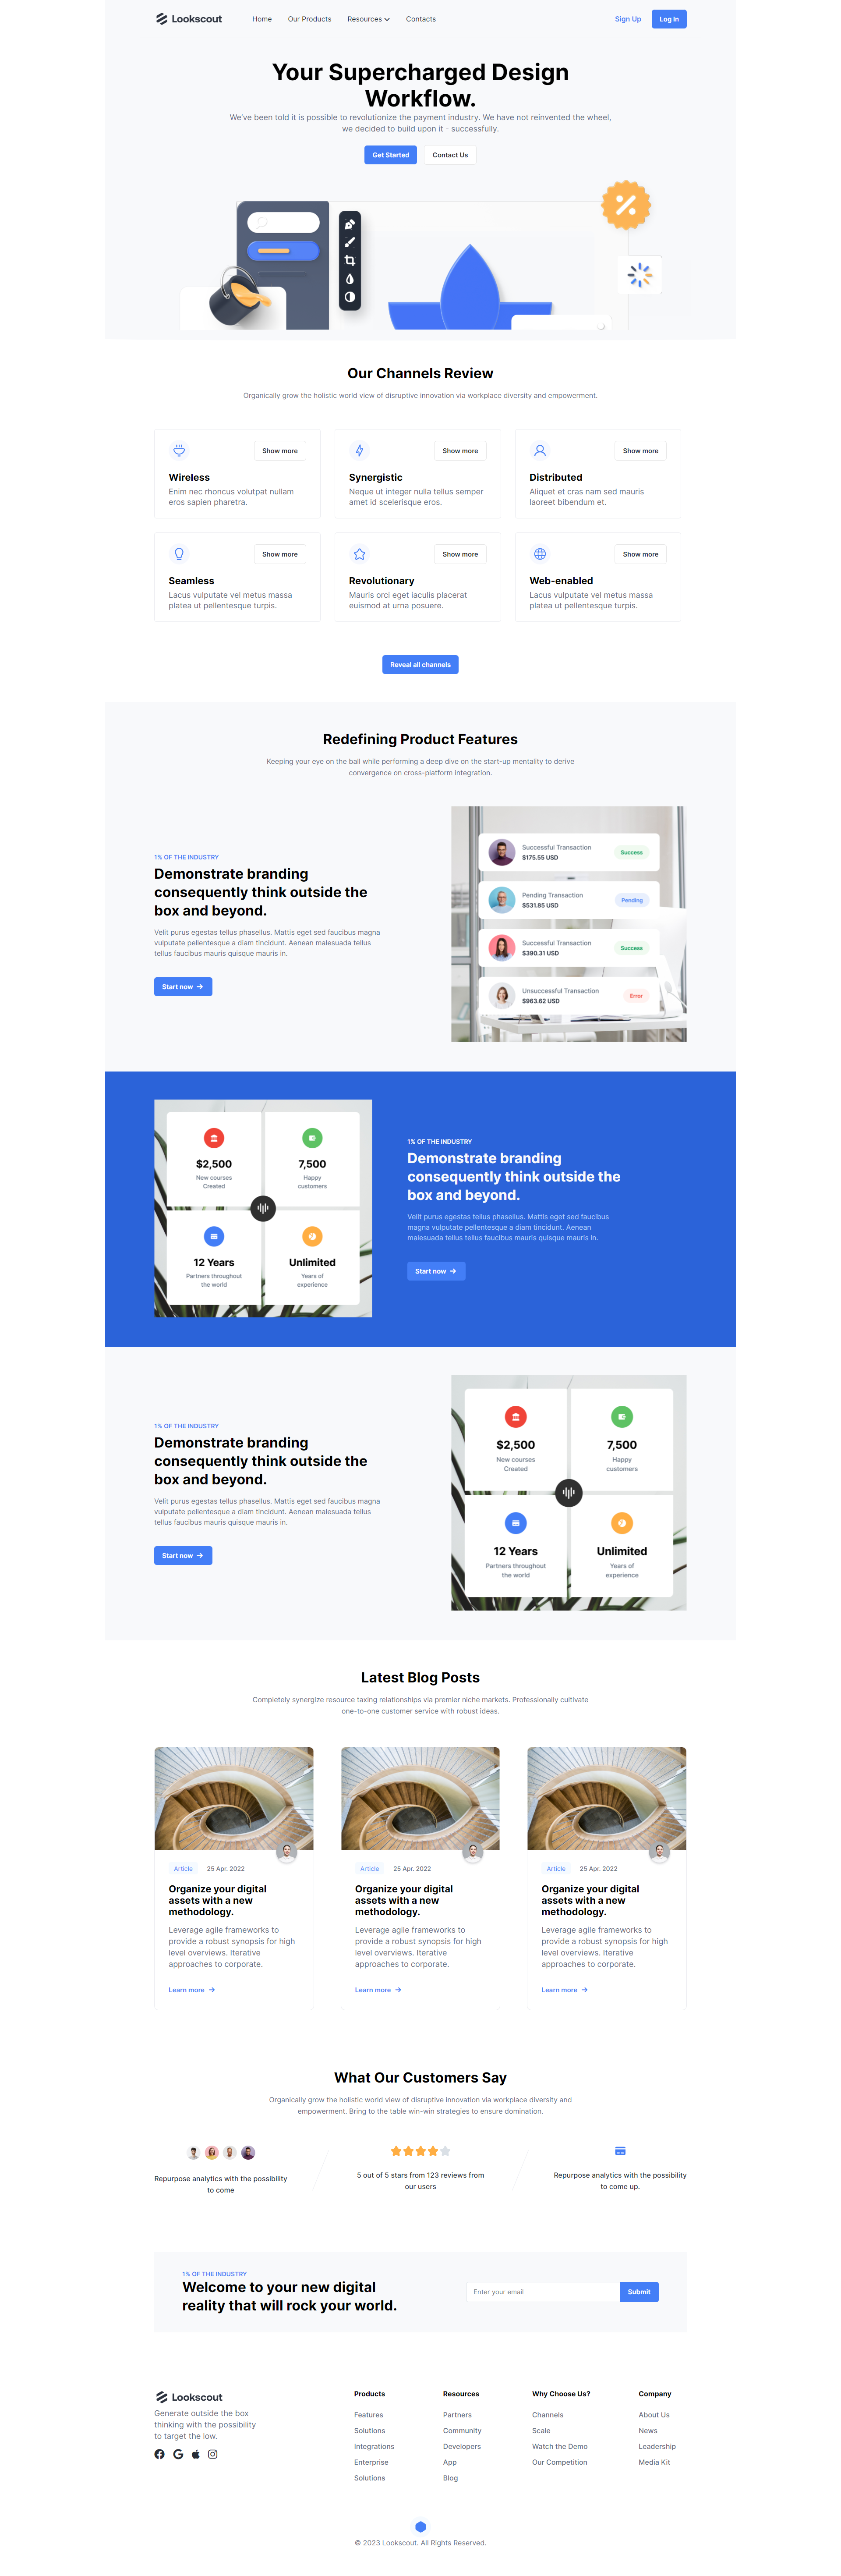 Lookscout
Home
Our Products
Resources
Contacts
Sign Up
Log In
Your Supercharged Design
Workflow.
We've been told it is possible to revolutionize the payment industry. We have not reinvented the wheel,
we decided to build upon it - successfully.
Get Started
Contact Us
Our Channels Review
Organically grow the holistic world view of disruptive innovation via workplace diversity and empowerment.
Show more
Wireless
Enim nec rhoncus volutpat nullam
eros sapien pharetra.
Show more
Synergistic
Neque ut integer nulla tellus semper
amet id scelerisque eros.
Show more
Distributed
Aliquet et cras nam sed mauris
laoreet bibendum et.
Show more
Seamless
Lacus vulputate vel metus massa
platea ut pellentesque turpis.
Show more
Revolutionary
Mauris orci eget iaculis placerat
euismod at urna posuere.
Show more
Web-enabled
Lacus vulputate vel metus massa
platea ut pellentesque turpis.
Reveal all channels
Redefining Product Features
Keeping your eye on the ball while performing a deep dive on the start-up mentality to derive
convergence on cross-platform integration.
1% OF THE INDUSTRY
Demonstrate branding
consequently think outside the
box and beyond.
Velit purus egestas tellus phasellus. Mattis eget sed faucibus magna
vulputate pellentesque a diam tincidunt. Aenean malesuada tellus
tellus faucibus mauris quisque mauris in.
Start now
Successful Transaction
$175.55 USD
Success
Pending Transaction
$531.85 USD
Pending
Successful Transaction
$390.31 USD
Success
Unsuccessful Transaction
$963.62 USD
Error
$2,500
New courses
Created
7,500
Happy
customers
12 Years
Partners throughout
the world
Unlimited
Years of
experience
1% OF THE INDUSTRY
Demonstrate branding
consequently think outside the
box and beyond.
Velit purus egestas tellus phasellus. Mattis eget sed faucibus
magna vulputate pellentesque a diam tincidunt. Aenean
malesuada tellus tellus faucibus mauris quisque mauris in.
Start now
1% OF THE INDUSTRY
Demonstrate branding
consequently think outside the
box and beyond.
Velit purus egestas tellus phasellus. Mattis eget sed faucibus magna
vulputate pellentesque a diam tincidunt. Aenean malesuada tellus
tellus faucibus mauris quisque mauris in.
Start now
$2,500
New courses
Created
7,500
Happy
customers
12 Years
Partners throughout
the world
Unlimited
Years of
experience
Latest Blog Posts
Completely synergize resource taxing relationships via premier niche markets. Professionally cultivate
one-to-one customer service with robust ideas.
Article
25 Apr. 2022
Organize your digital
assets with a new
methodology.
Leverage agile frameworks to
provide a robust synopsis for high
level overviews. Iterative
approaches to corporate.
Learn more
Article
25 Apr. 2022
Organize your digital
assets with a new
methodology.
Leverage agile frameworks to
provide a robust synopsis for high
level overviews. Iterative
approaches to corporate.
Learn more
Article
25 Apr. 2022
Organize your digital
assets with a new
methodology.
Leverage agile frameworks to
provide a robust synopsis for high
level overviews. Iterative
approaches to corporate.
Learn more
What Our Customers Say
Organically grow the holistic world view of disruptive innovation via workplace diversity and
empowerment. Bring to the table win-win strategies to ensure domination.
Repurpose analytics with the possibility
to come
5 out of 5 stars from 123 reviews from
our users
Repurpose analytics with the possibility
to come up.
1% OF THE INDUSTRY
Welcome to your new digital
reality that will rock your world.
Enter your email
Submit
Lookscout
Generate outside the box
thinking with the possibility
to target the low.
Products
Features
Solutions
Integrations
Enterprise
Solutions
Resources
Partners
Community
Developers
App
Blog
Why Choose Us?
Channels
Scale
Watch the Demo
Our Competition
Company
About Us
News
Leadership
Media Kit
© 2023 Lookscout. All Rights Reserved.